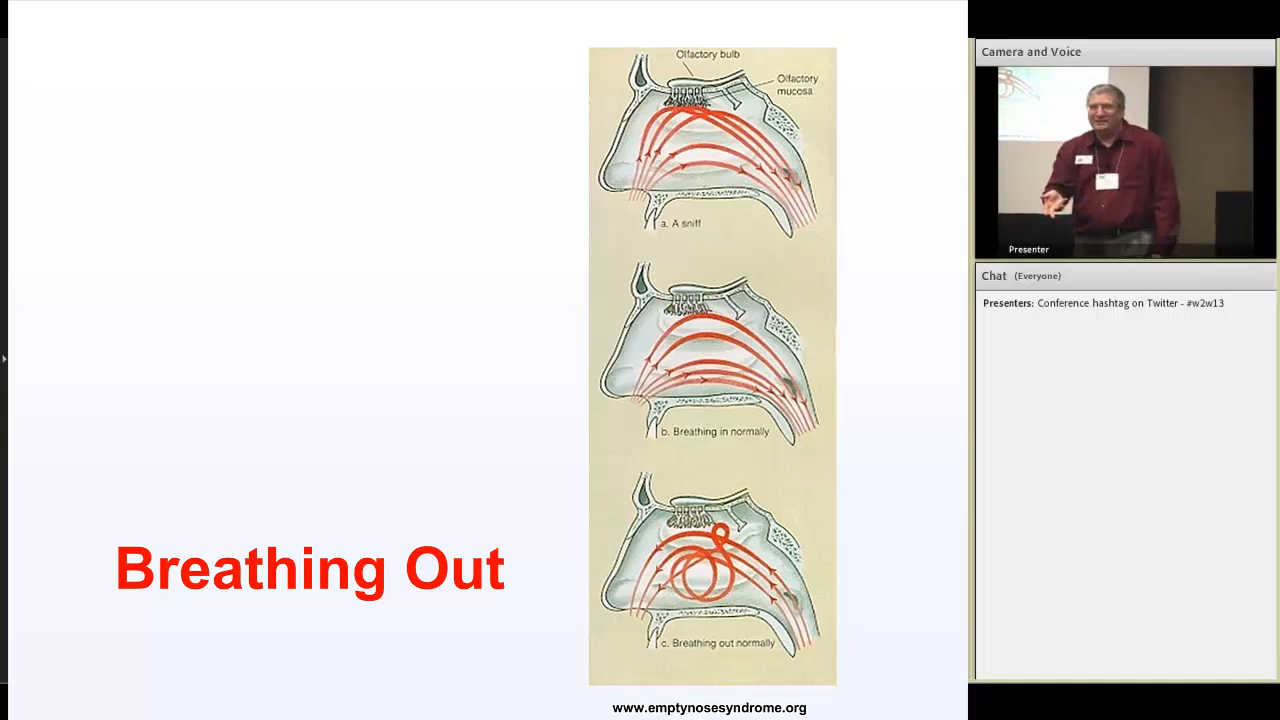 Olfactory bulb
Olfactory
mucosa
a. A sniff
b. Breathing in normally
Breathing Out
c. Breathing out normally
www.emptynosesyndrome.org
Camera and Voice
Presenter
Chat (Everyone)
Presenters: Conference hashtag on Twitter - #w2w13